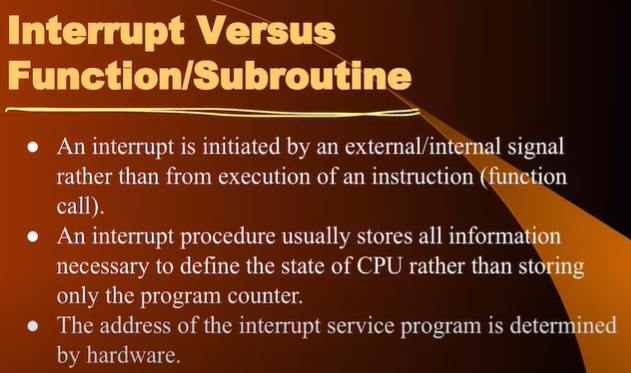 Interrupt Versus
Function/Subroutine
● An interrupt is initiated by an external/internal signal
rather than from execution of an instruction (function
call).
● An interrupt procedure usually stores all information
necessary to define the state of CPU rather than storing
only the program counter.
● The address of the interrupt service program is determined
by hardware.